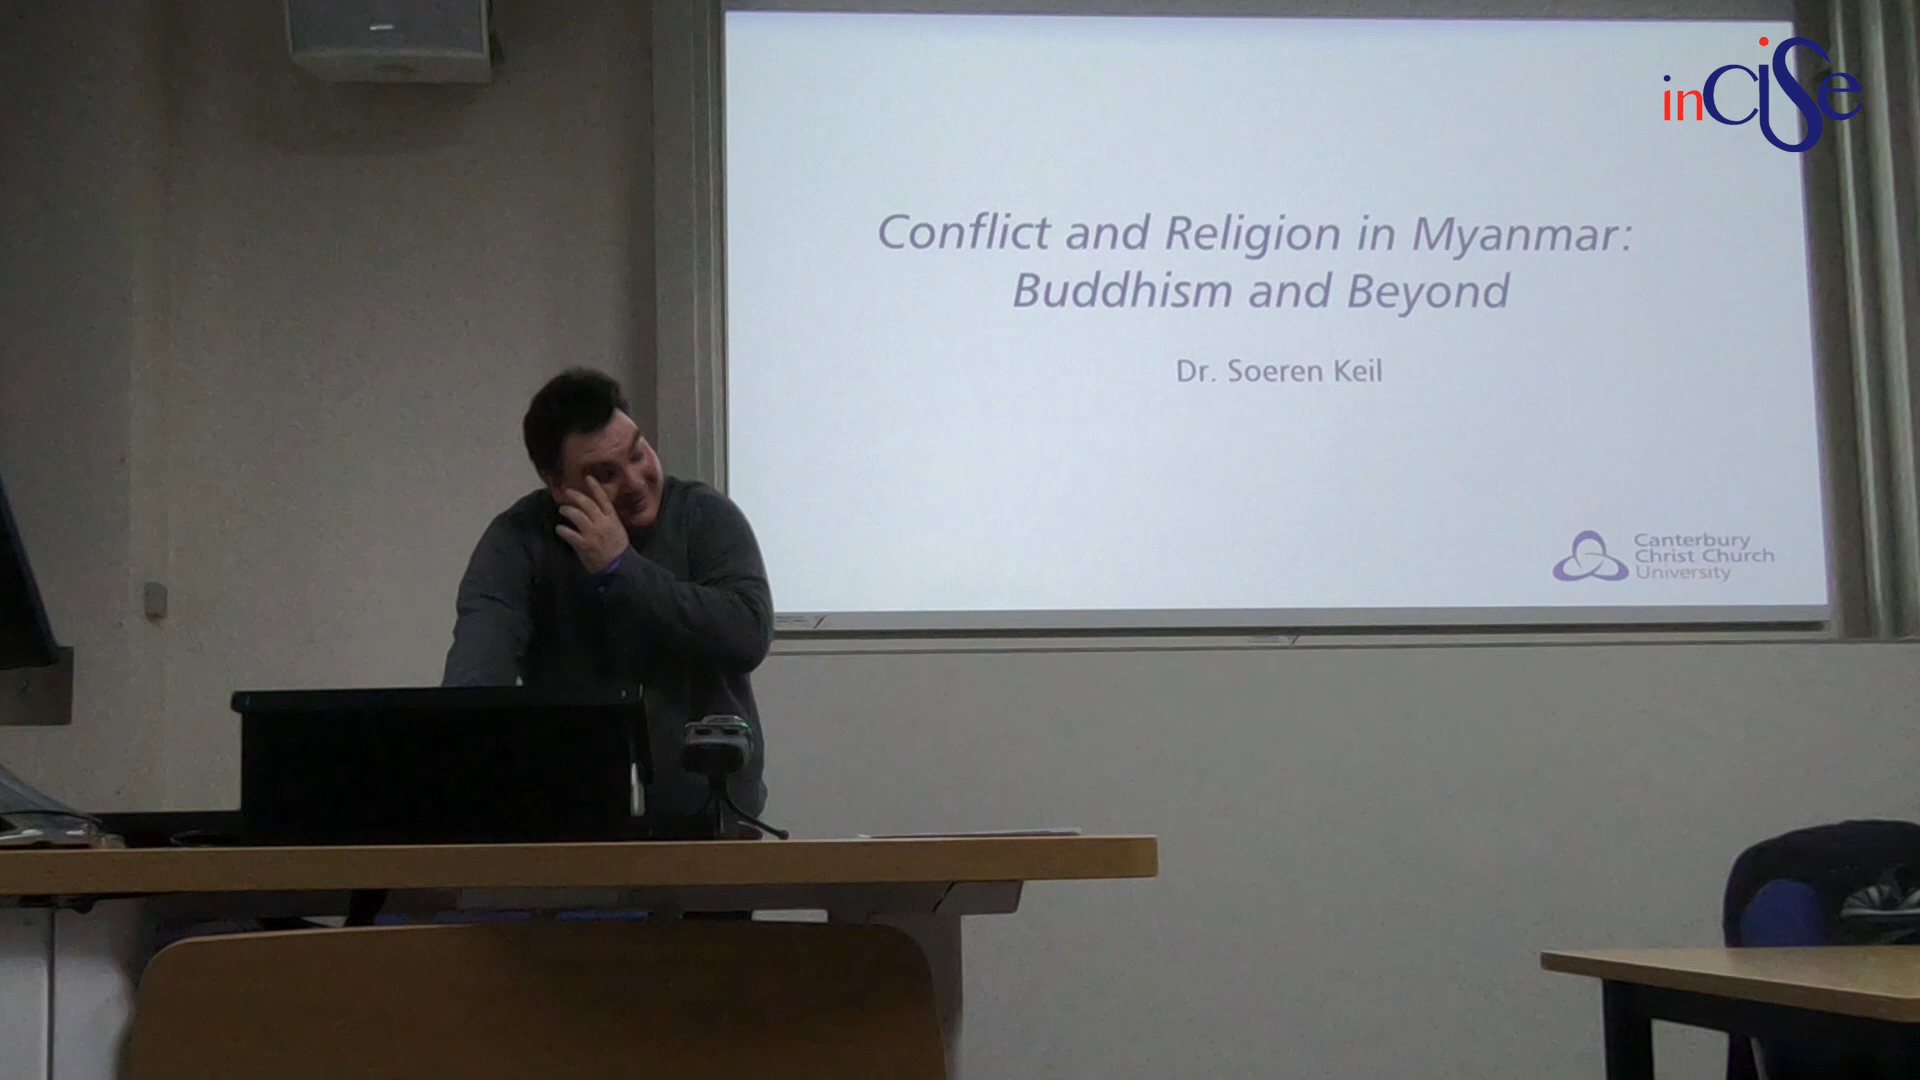 inCISe
Conflict and Religion in Myanmar:
Buddhism and Beyond
Dr. Soeren Keil
Canterbury
Christ Church
University